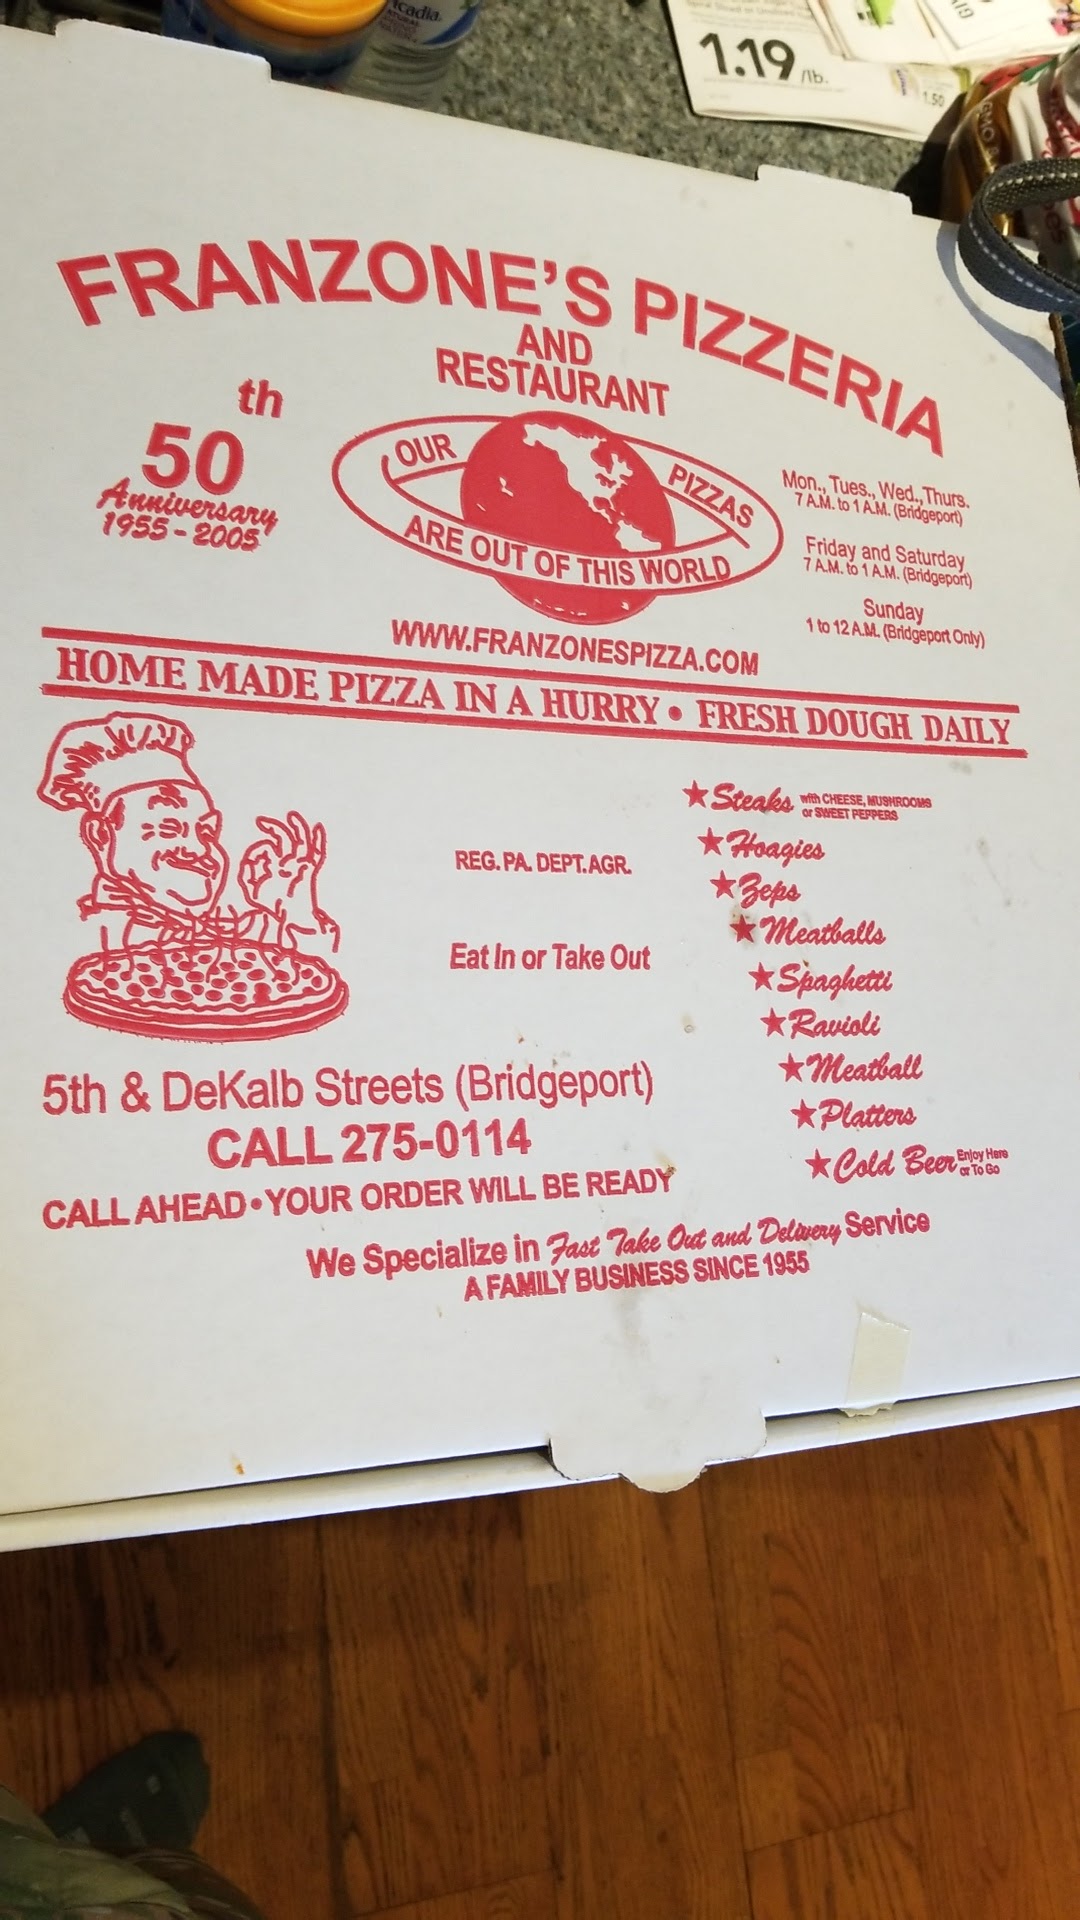 cadia
NATURAL
1.19 /lb.
1.50
FRANZONE'S PIZZERIA
AND
RESTAURANT
50th
Anniversary
1955 - 2005
OUR PIZZAS
ARE OUT OF THIS WORLD
Mon., Tues., Wed., Thurs.
7 A.M. to 1 A.M. (Bridgeport)
Friday and Saturday
7 A.M. to 1 A.M. (Bridgeport)
Sunday
1 to 12 A.M. (Bridgeport Only)
WWW.FRANZONESPIZZA.COM
HOME MADE PIZZA IN A HURRY • FRESH DOUGH DAILY
REG. PA. DEPT. AGR.
Eat In or Take Out
★ Steaks with CHEESE, MUSHROOMS
or SWEET PEPPERS
★ Hoagies
★ Zeps
★ Meatballs
★ Spaghetti
★ Ravioli
★ Meatball
★ Platters
★ Cold Beer Enjoy Here
or To Go
5th & DeKalb Streets (Bridgeport)
CALL 275-0114
CALL AHEAD • YOUR ORDER WILL BE READY
We Specialize in Fast Take Out and Delivery Service
A FAMILY BUSINESS SINCE 1955